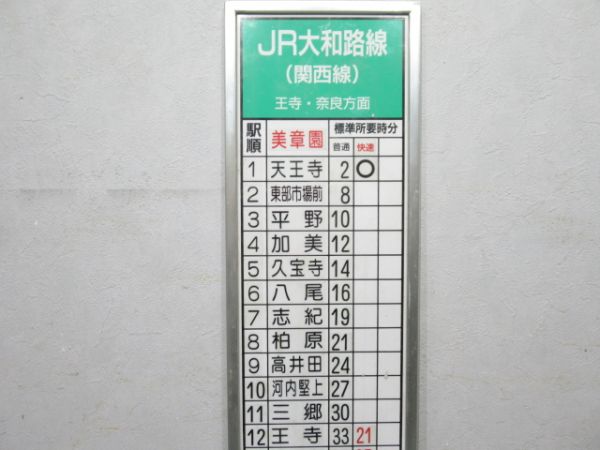 JR大和路線
(関西線)
王寺・奈良方面
駅順 美章園 標準所要時分
普通 快速
1 天王寺 2 ○
2 東部市場前 8
3 平野 10
4 加美 12
5 久宝寺 14
6 八尾 16
7 志紀 19
8 柏原 21
9 高井田 24
10 河内堅上 27
11 三郷 30
12 王寺 33 21